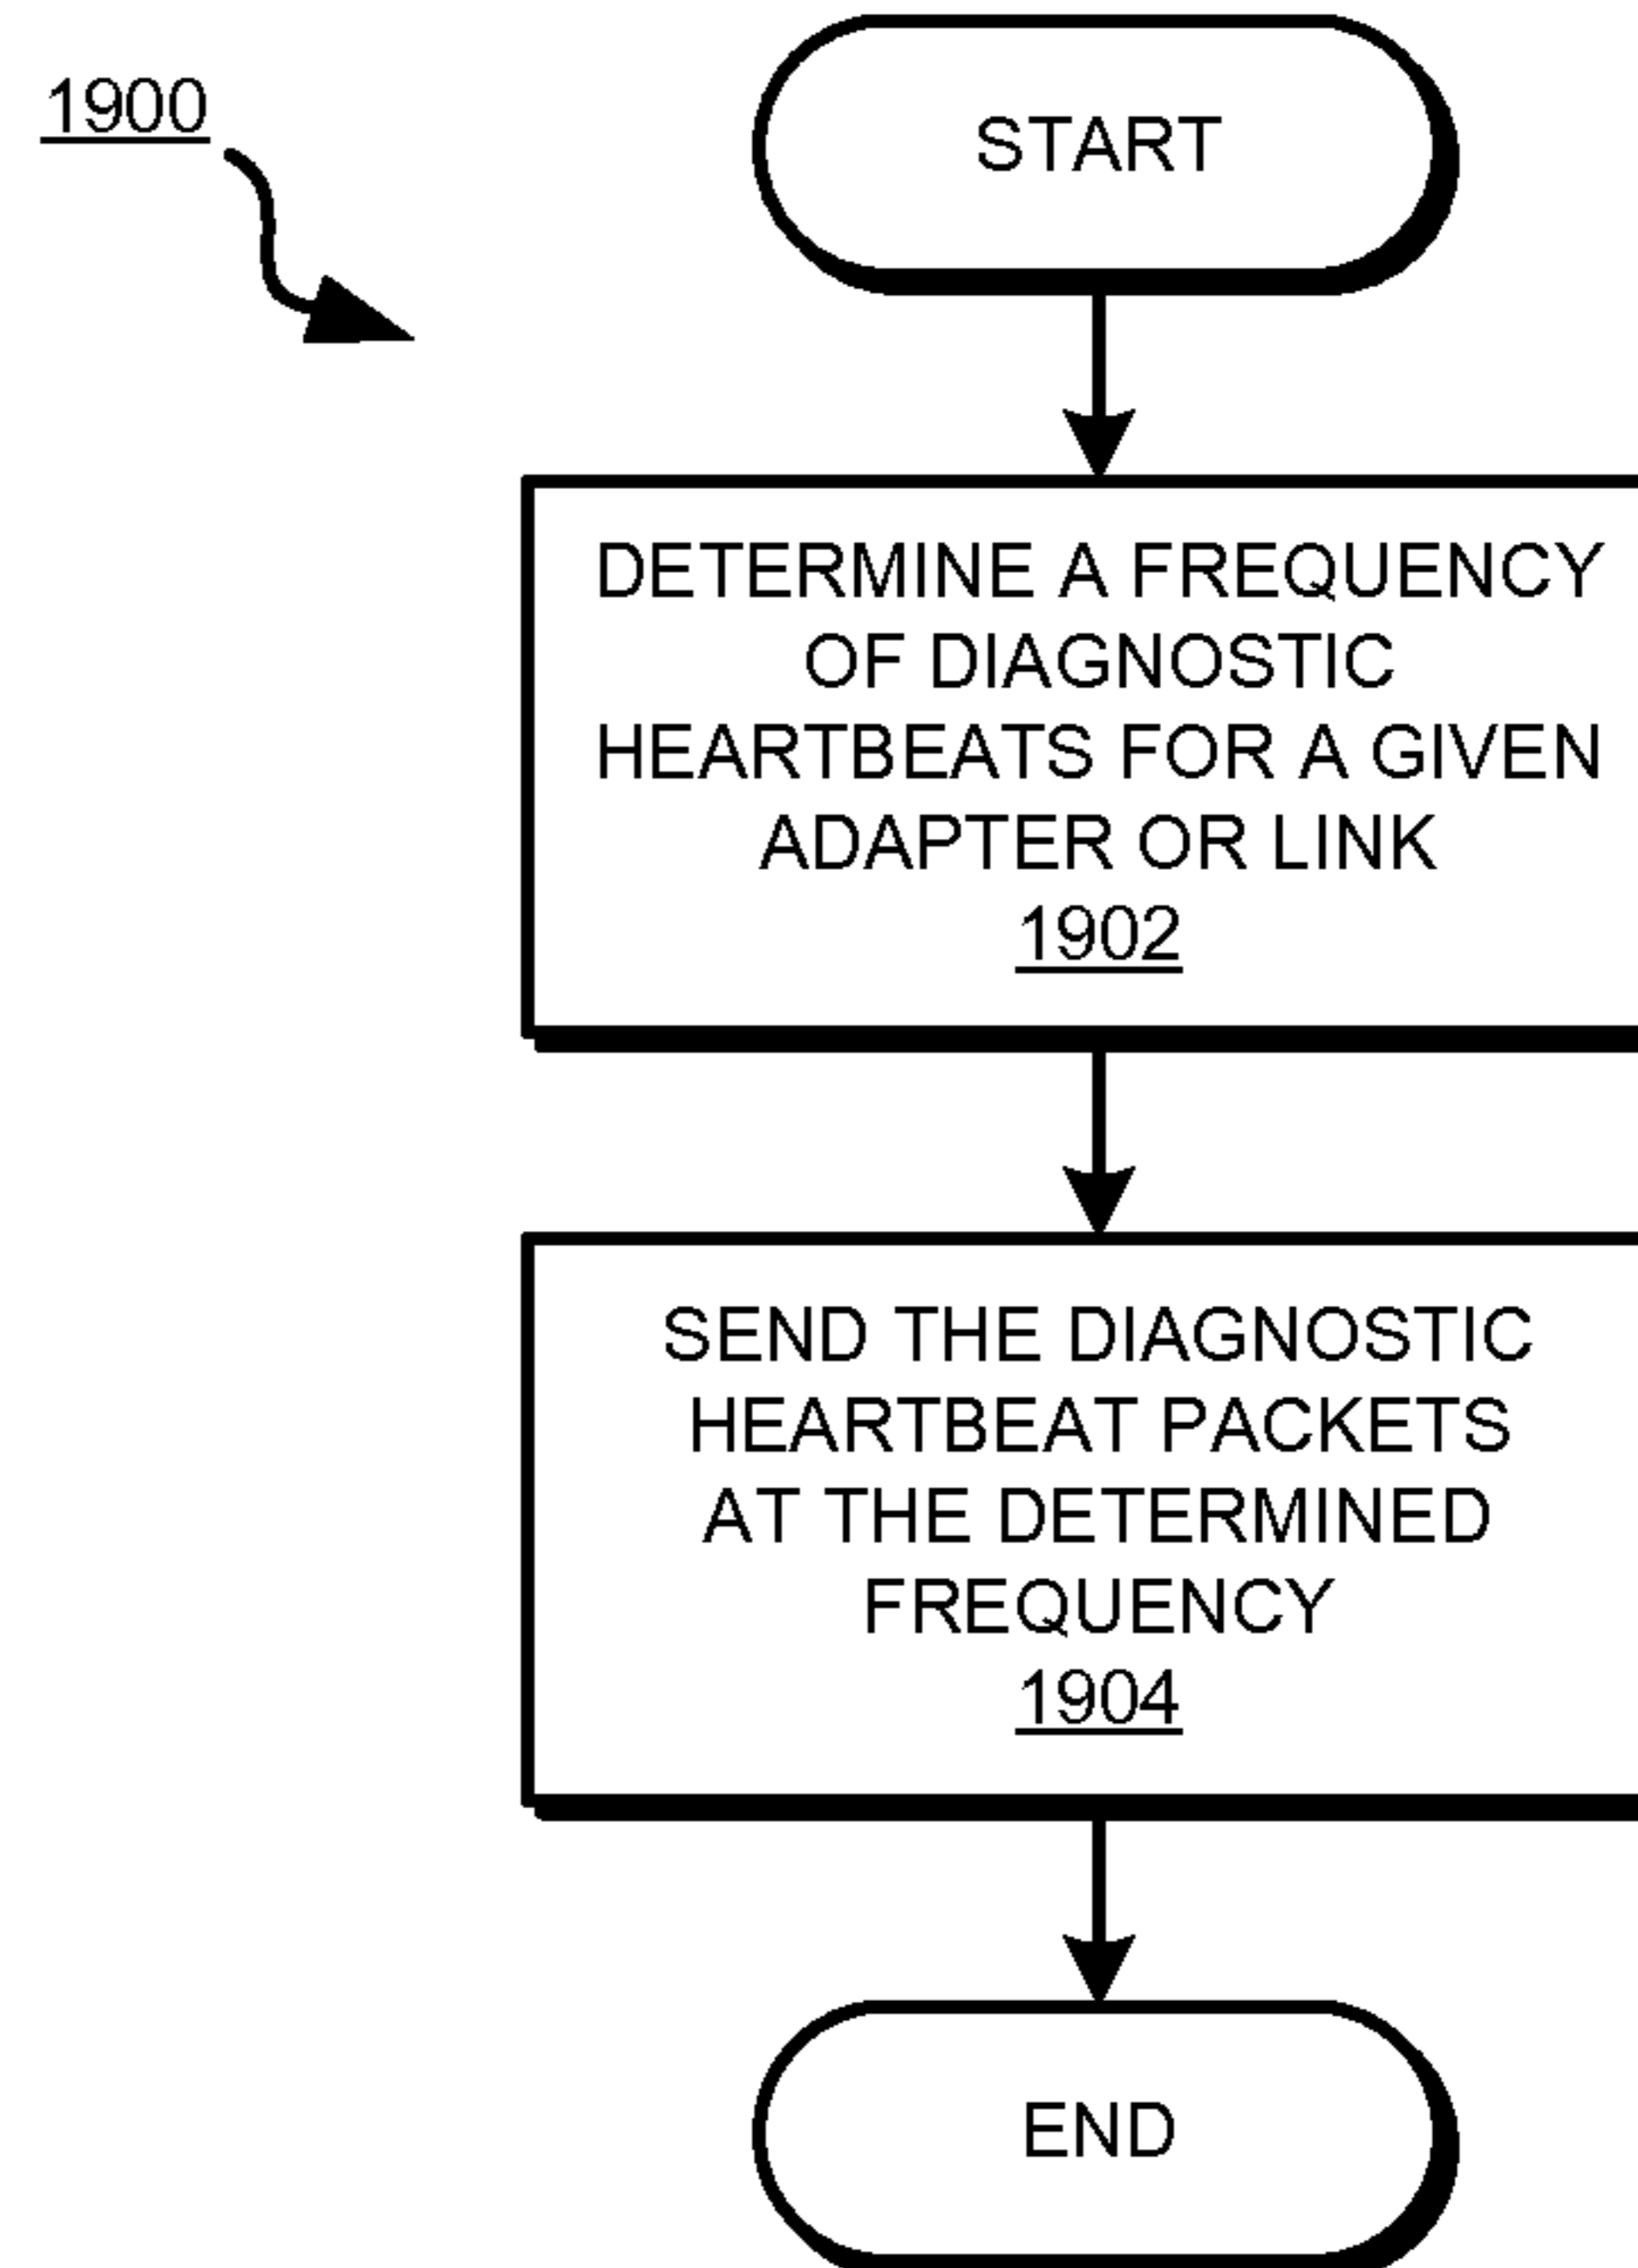 1900
START
DETERMINE A FREQUENCY
OF DIAGNOSTIC
HEARTBEATS FOR A GIVEN
ADAPTER OR LINK
1902
SEND THE DIAGNOSTIC
HEARTBEAT PACKETS
AT THE DETERMINED
FREQUENCY
1904
END